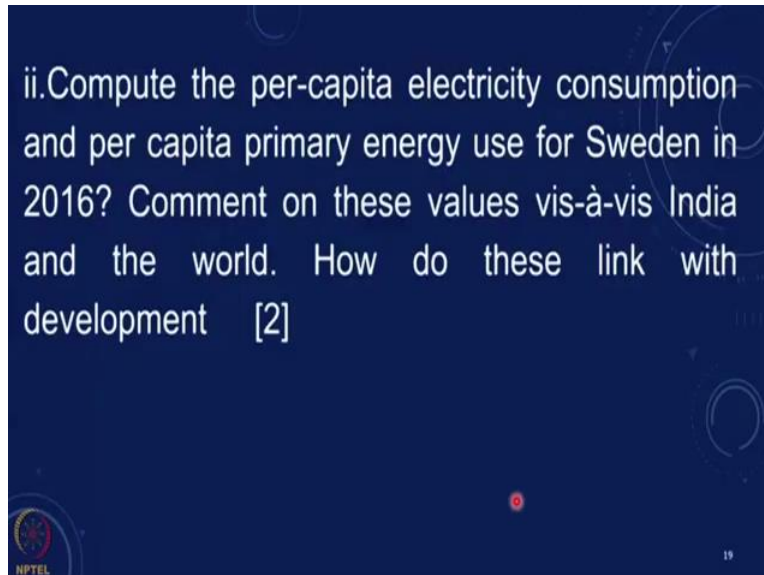 ii.Compute the per-capita electricity consumption
and per capita primary energy use for Sweden in
2016? Comment on these values vis-à-vis India
and the world. How do these link with
development [2]
NPTEL
19